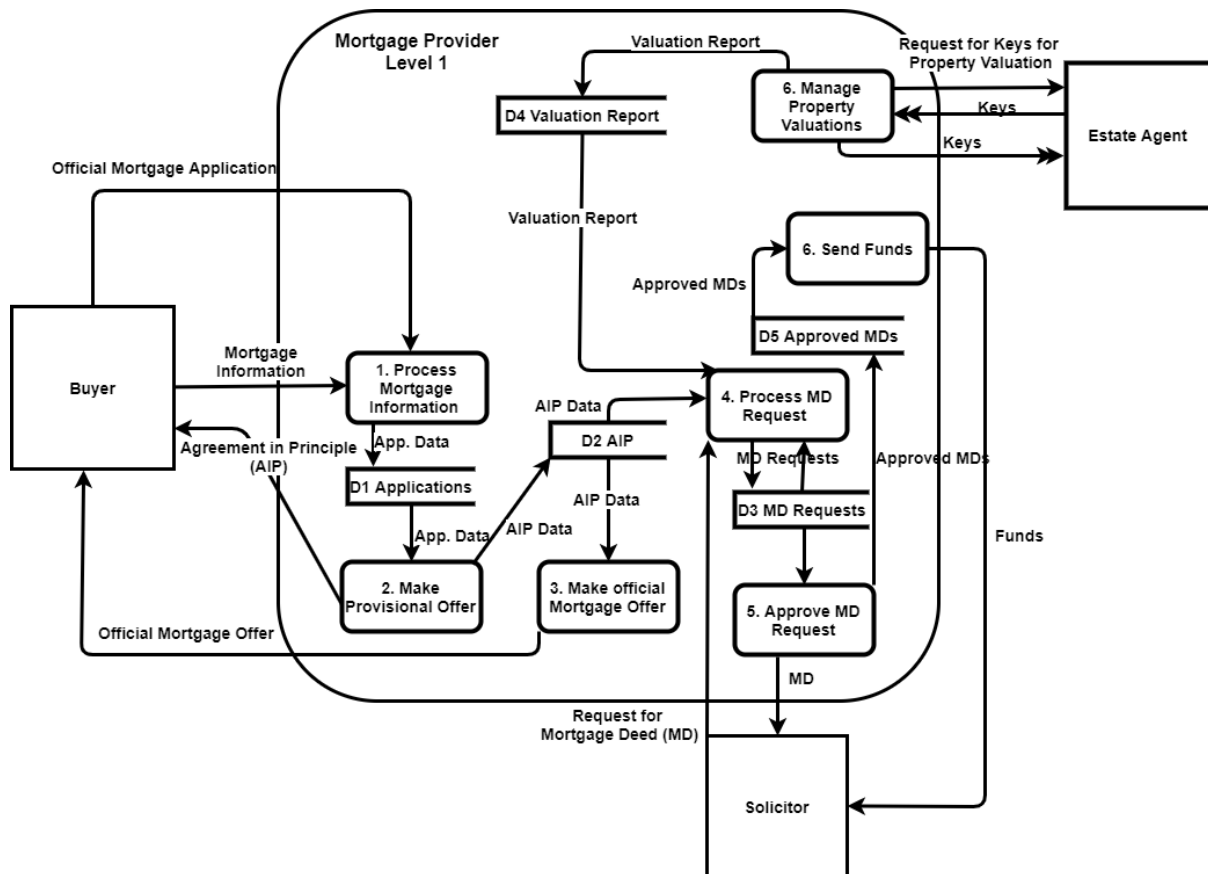 Mortgage Provider
Level 1
Valuation Report
Request for Keys for
Property Valuation
6. Manage
Property
Valuations
D4 Valuation Report
Keys
Estate Agent
Keys
Official Mortgage Application
Valuation Report
6. Send Funds
Approved MDs
D5 Approved MDs
Mortgage
Information
Buyer
1. Process
Mortgage
Information
4. Process MD
Request
AIP Data
Agreement in Principle
(AIP)
App. Data
D2 AIP
MD Requests
Approved MDs
D1 Applications
AIP Data
D3 MD Requests
App. Data
AIP Data
Funds
2. Make
Provisional Offer
3. Make official
Mortgage Offer
5. Approve MD
Request
Official Mortgage Offer
MD
Request for
Mortgage Deed (MD)
Solicitor